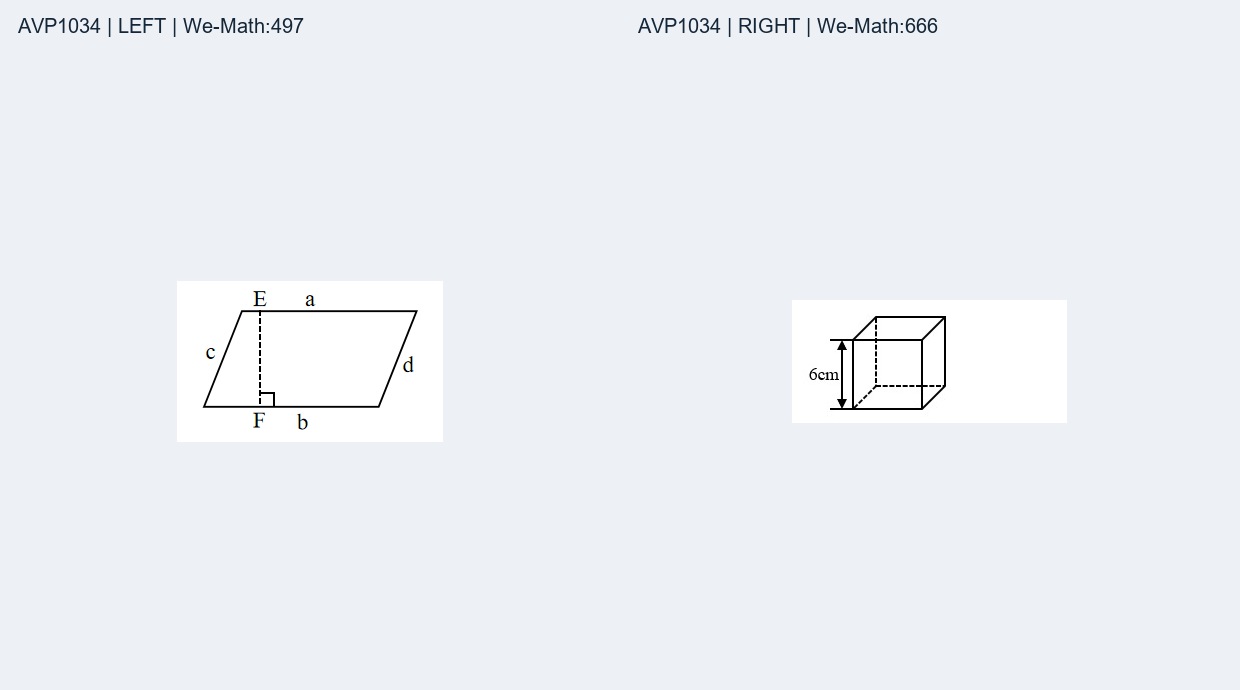 AVP1034 | LEFT | We-Math:497
AVP1034 | RIGHT | We-Math:666
E a
c
d
F b
6cm